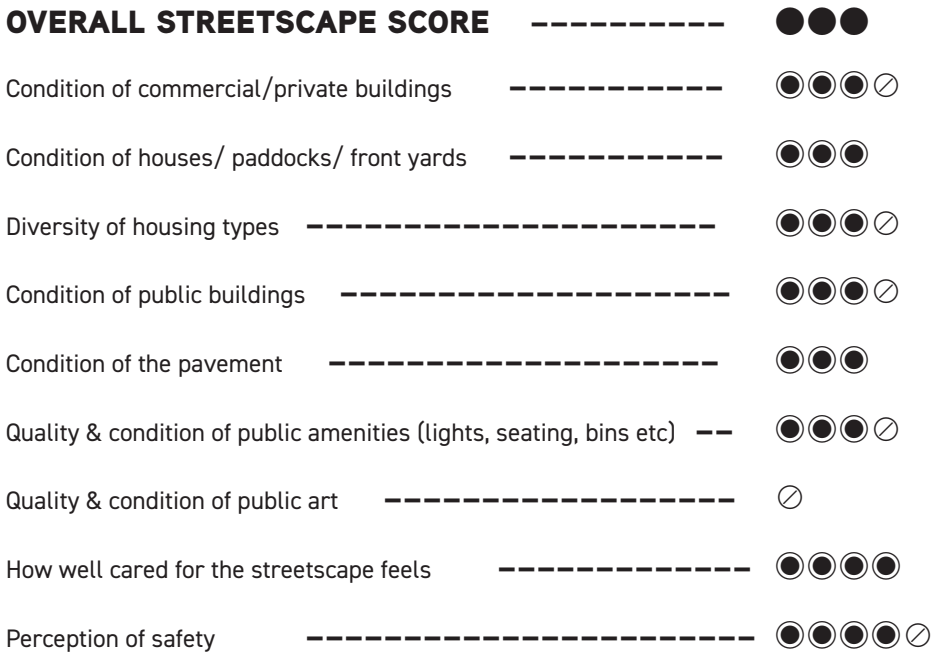 OVERALL STREETSCAPE SCORE
Condition of commercial/private buildings
Condition of houses/ paddocks/ front yards
Diversity of housing types
Condition of public buildings
Condition of the pavement
Quality & condition of public amenities (lights, seating, bins etc)
Quality & condition of public art
How well cared for the streetscape feels
Perception of safety